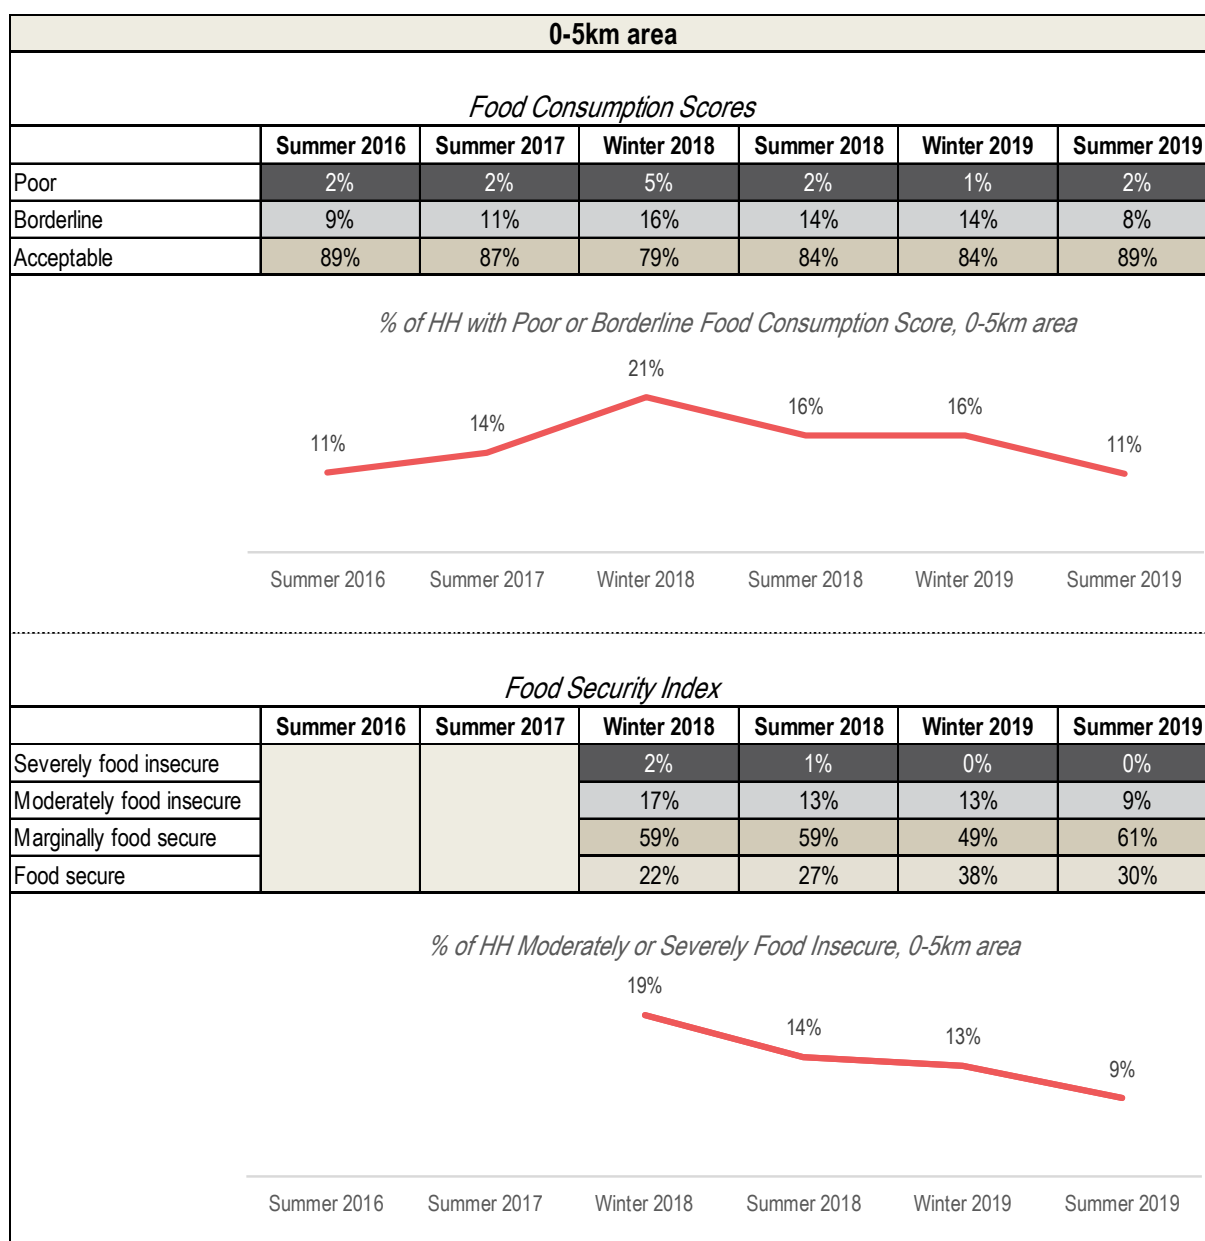 0-5km area
Food Consumption Scores
Summer 2016 Summer 2017 Winter 2018 Summer 2018 Winter 2019 Summer 2019
Poor 2% 2% 5% 2% 1% 2%
Borderline 9% 11% 16% 14% 14% 8%
Acceptable 89% 87% 79% 84% 84% 89%
% of HH with Poor or Borderline Food Consumption Score, 0-5km area
11% 14% 21% 16% 16% 11%
Summer 2016 Summer 2017 Winter 2018 Summer 2018 Winter 2019 Summer 2019
Food Security Index
Summer 2016 Summer 2017 Winter 2018 Summer 2018 Winter 2019 Summer 2019
Severely food insecure 2% 1% 0% 0%
Moderately food insecure 17% 13% 13% 9%
Marginally food secure 59% 59% 49% 61%
Food secure 22% 27% 38% 30%
% of HH Moderately or Severely Food Insecure, 0-5km area
19% 14% 13% 9%
Summer 2016 Summer 2017 Winter 2018 Summer 2018 Winter 2019 Summer 2019